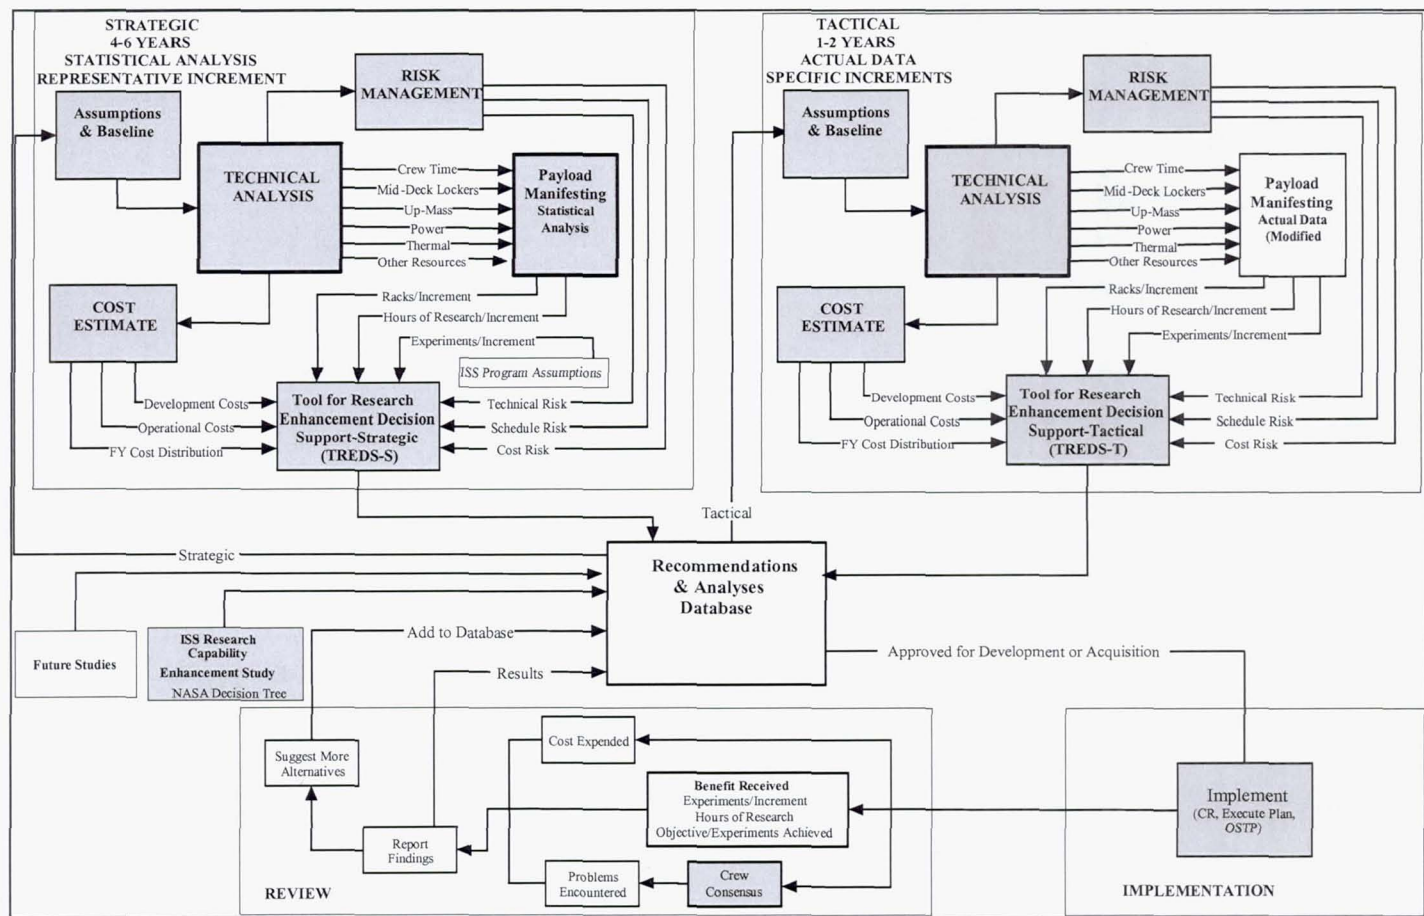 STRATEGIC
4-6 YEARS
STATISTICAL ANALYSIS
REPRESENTATIVE INCREMENT
RISK
MANAGEMENT
Assumptions
& Baseline
TECHNICAL
ANALYSIS
Crew Time
Mid-Deck Lockers
Up-Mass
Power
Thermal
Other Resources
Payload
Manifesting
Statistical
Analysis
COST
ESTIMATE
Racks/Increment
Hours of Research/Increment
Experiments/Increment
ISS Program Assumptions
Development Costs
Operational Costs
FY Cost Distribution
Tool for Research
Enhancement Decision
Support-Strategic
(TREDS-S)
Technical Risk
Schedule Risk
Cost Risk
TACTICAL
1-2 YEARS
ACTUAL DATA
SPECIFIC INCREMENTS
RISK
MANAGEMENT
Assumptions
& Baseline
TECHNICAL
ANALYSIS
Crew Time
Mid-Deck Lockers
Up-Mass
Power
Thermal
Other Resources
Payload
Manifesting
Actual Data
(Modified
COST
ESTIMATE
Racks/Increment
Hours of Research/Increment
Experiments/Increment
Development Costs
Operational Costs
FY Cost Distribution
Tool for Research
Enhancement Decision
Support-Tactical
(TREDS-T)
Technical Risk
Schedule Risk
Cost Risk
Tactical
Strategic
Recommendations
& Analyses
Database
Future Studies
ISS Research
Capability
Enhancement Study
NASA Decision Tree
Add to Database
Results
Approved for Development or Acquisition
Suggest More
Alternatives
Cost Expended
Benefit Received
Experiments/Increment
Hours of Research
Objective/Experiments Achieved
Report
Findings
Problems
Encountered
Crew
Consensus
REVIEW
Implement
(CR, Execute Plan,
OSTP)
IMPLEMENTATION